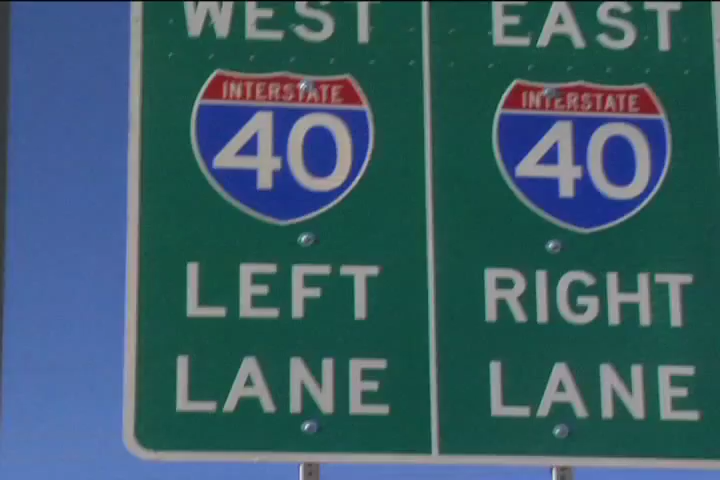 WEST
INTERSTATE
40
LEFT
LANE
EAST
INTERSTATE
40
RIGHT
LANE